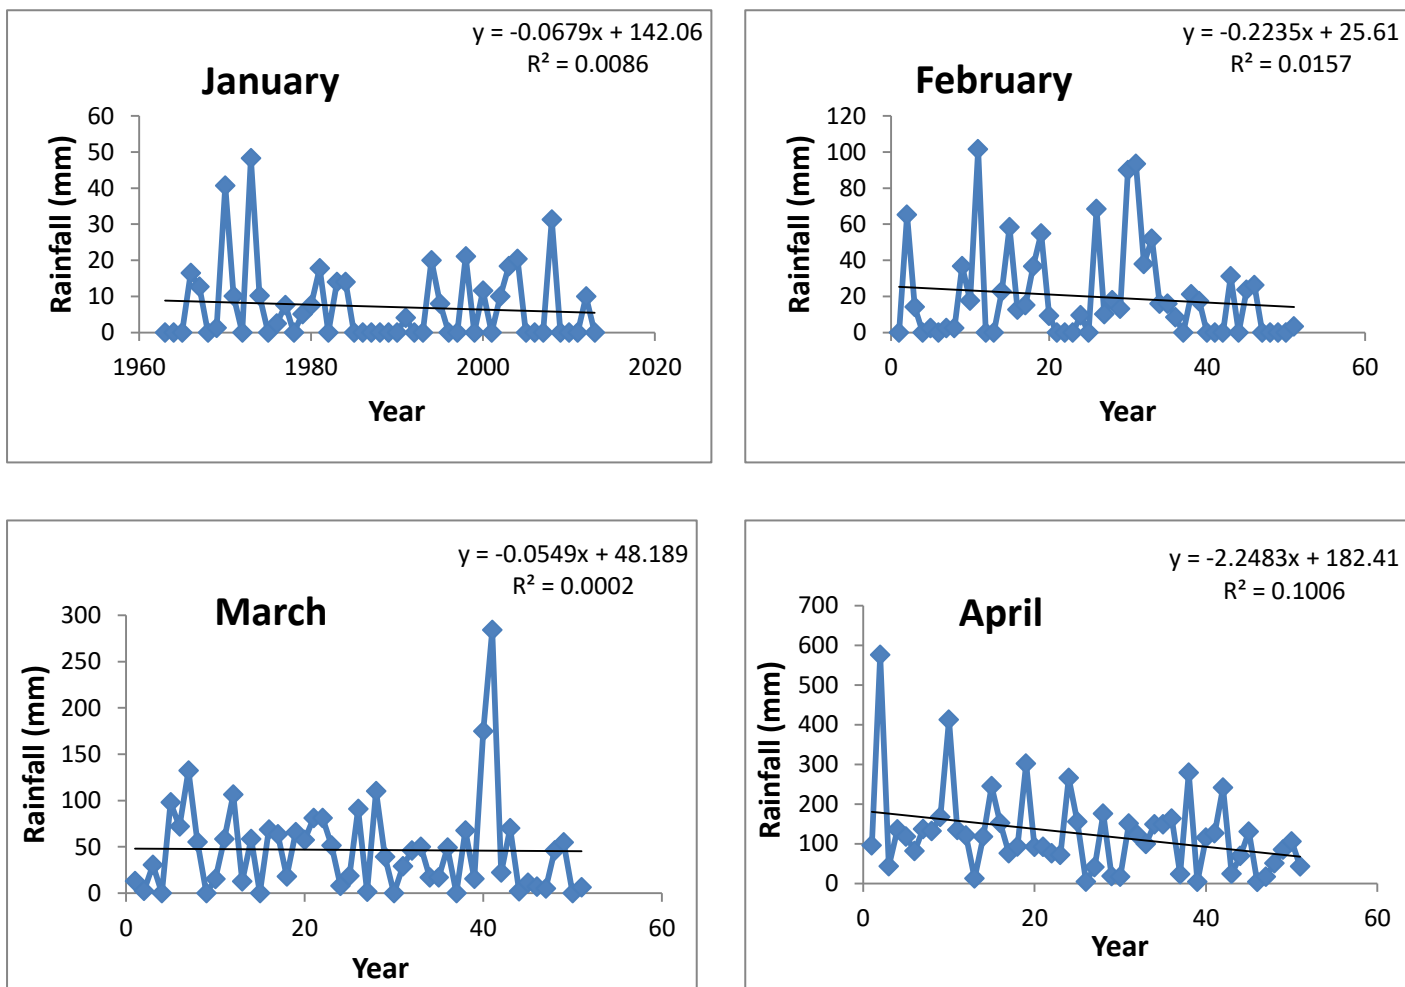 y = -0.0679x + 142.06
R² = 0.0086
January
60
50
40
30
20
10
0
1960
1980
2000
2020
Rainfall (mm)
Year
y = -0.2235x + 25.61
R² = 0.0157
February
120
100
80
60
40
20
0
0
20
40
60
Rainfall (mm)
Year
y = -0.0549x + 48.189
R² = 0.0002
March
300
250
200
150
100
50
0
0
20
40
60
Rainfall (mm)
Year
y = -2.2483x + 182.41
R² = 0.1006
April
700
600
500
400
300
200
100
0
0
20
40
60
Rainfall (mm)
Year